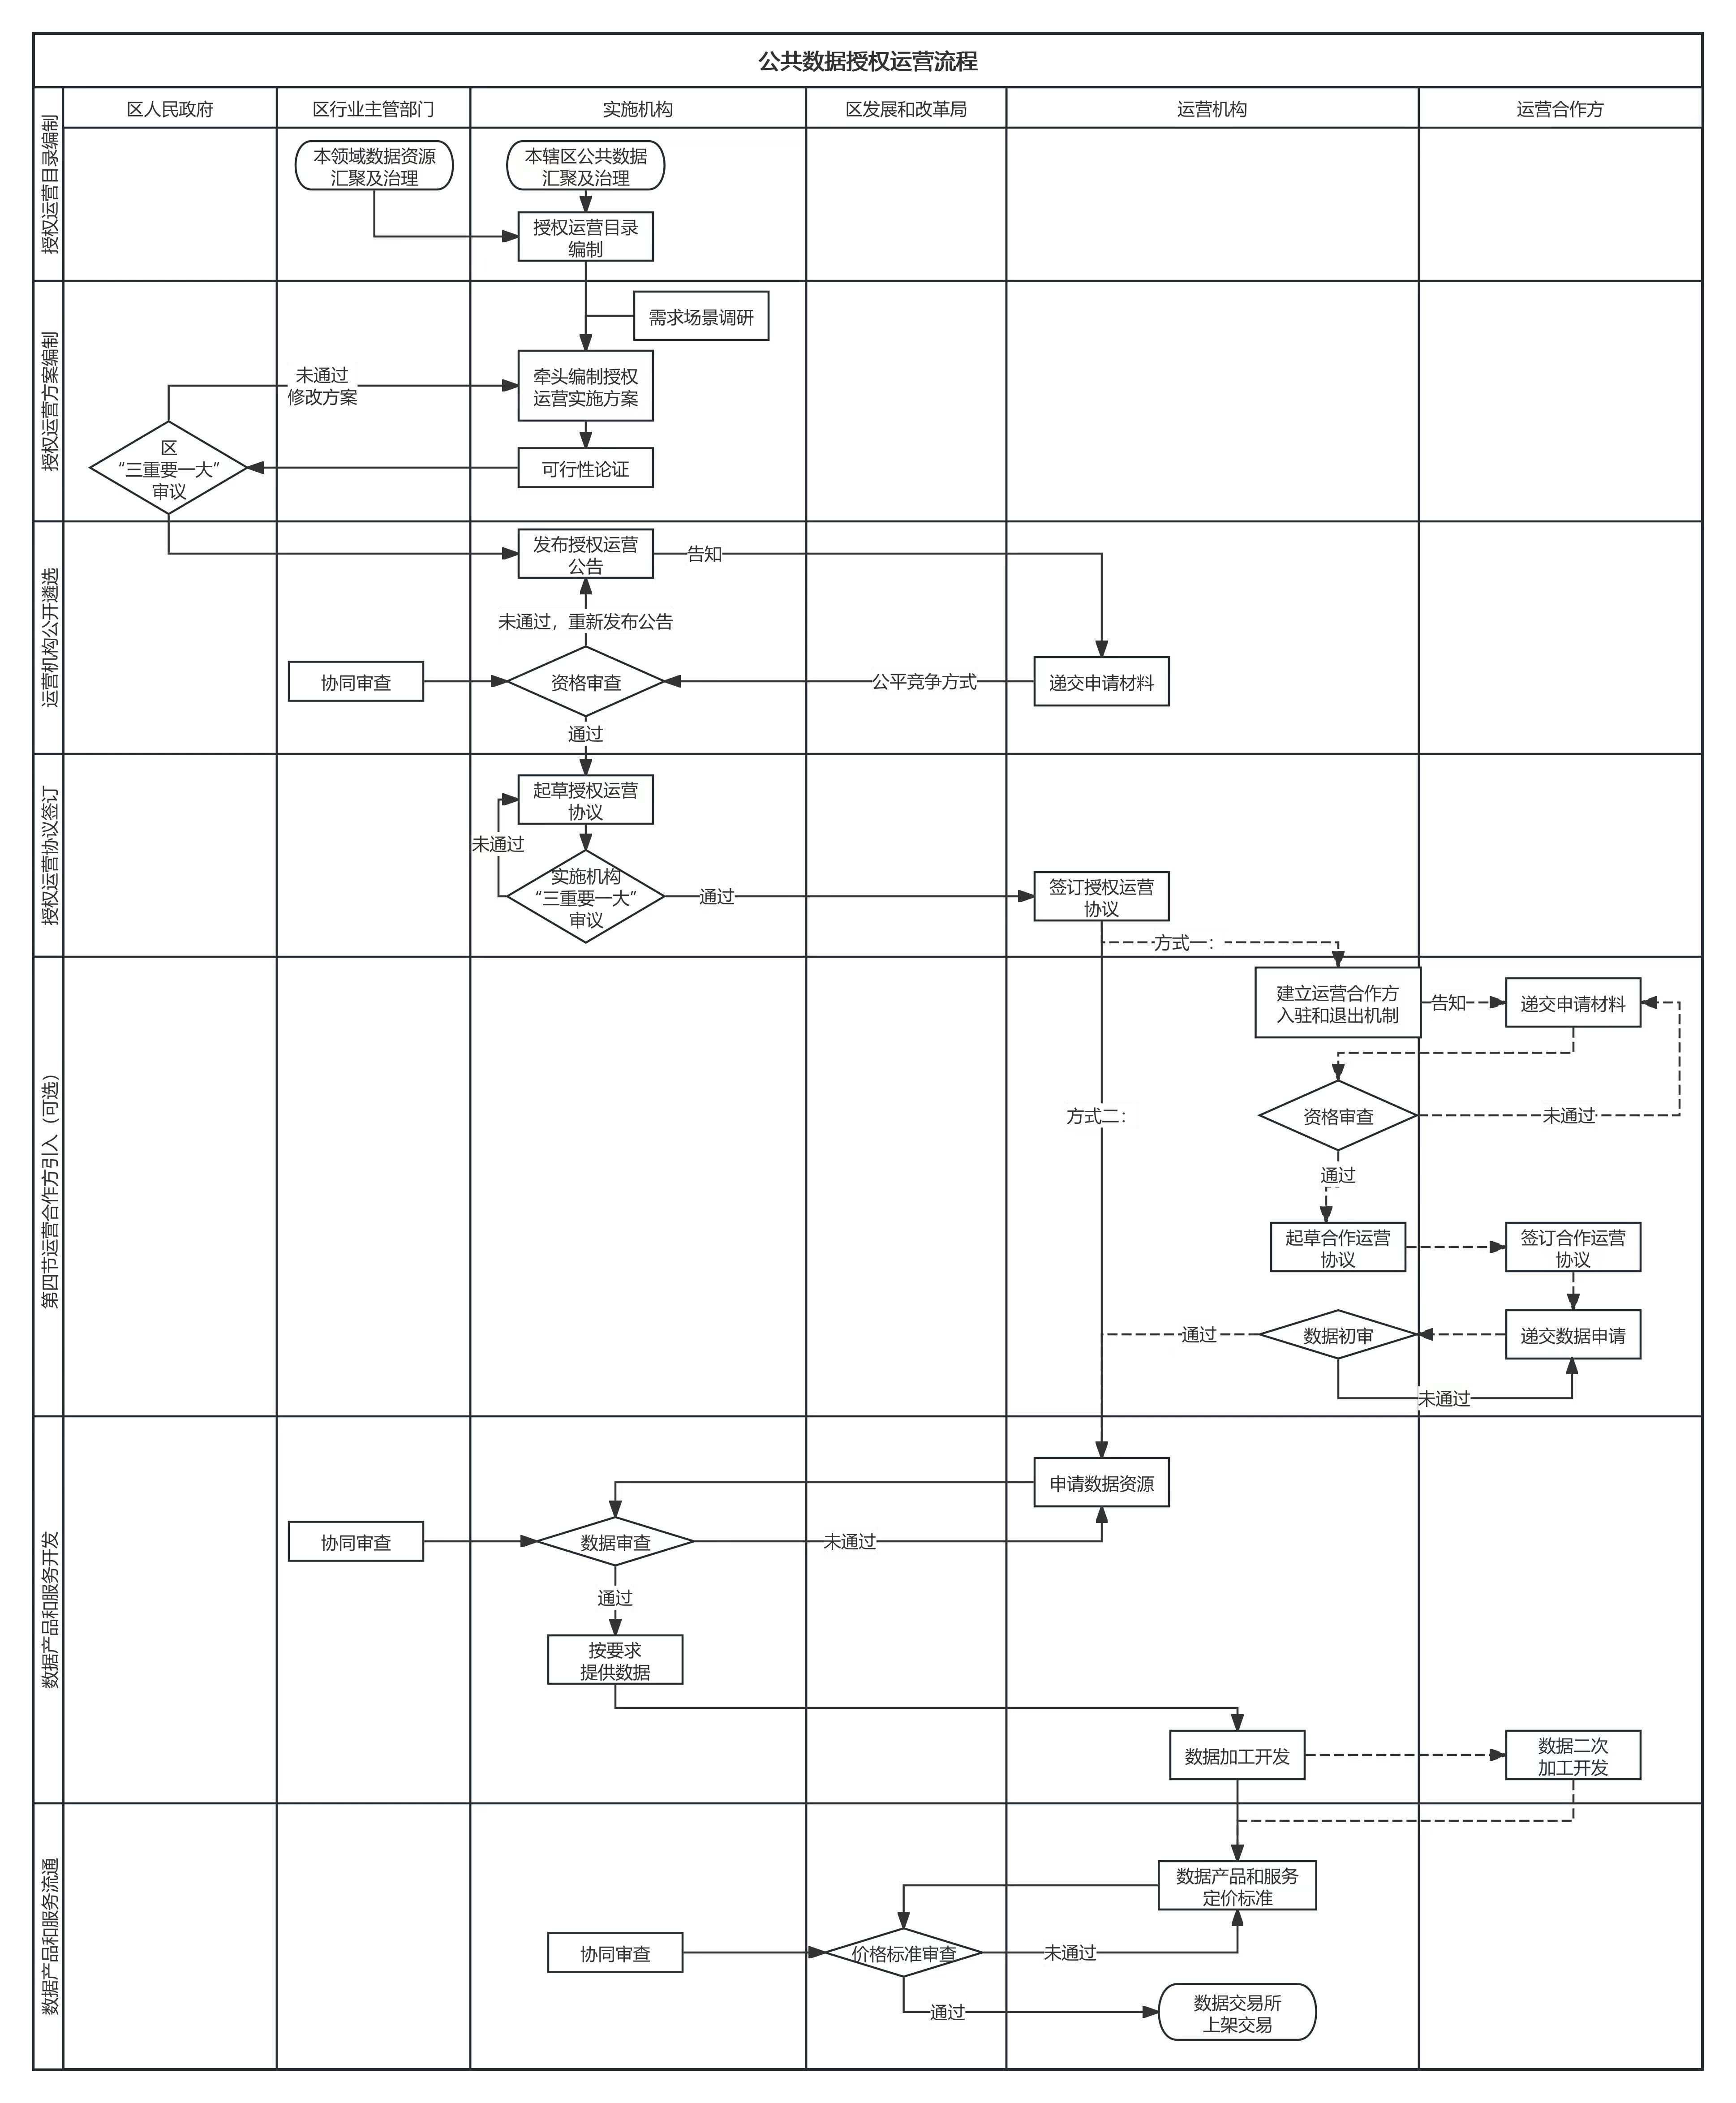 公共数据授权运营流程
区人民政府
区行业主管部门
实施机构
区发展和改革局
运营机构
运营合作方
授权运营目录编制
本领域数据资源
汇聚及治理
本辖区公共数据
汇聚及治理
授权运营目录
编制
授权运营方案编制
需求场景调研
未通过
修改方案
牵头编制授权
运营实施方案
区
“三重要一大”
审议
可行性论证
运营机构公开遴选
发布授权运营
公告
告知
未通过，重新发布公告
协同审查
资格审查
公平竞争方式
递交申请材料
通过
授权运营协议签订
起草授权运营
协议
未通过
实施机构
“三重要一大”
审议
通过
签订授权运营
协议
方式一：
第四节运营合作方引入（可选）
建立运营合作方
入驻和退出机制
告知
递交申请材料
方式二：
资格审查
未通过
通过
起草合作运营
协议
签订合作运营
协议
通过
数据初审
递交数据申请
未通过
数据产品和服务开发
申请数据资源
协同审查
数据审查
未通过
通过
按要求
提供数据
数据加工开发
数据二次
加工开发
数据产品和服务流通
数据产品和服务
定价标准
协同审查
价格标准审查
未通过
通过
数据交易所
上架交易